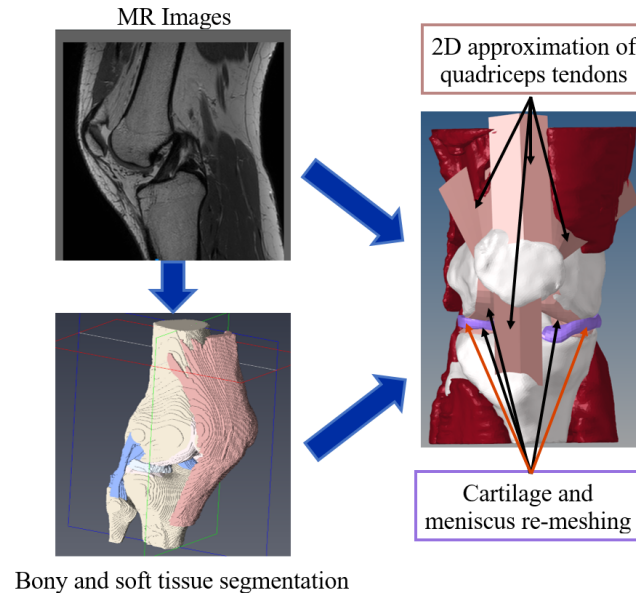 MR Images
2D approximation of
quadriceps tendons
Cartilage and
meniscus re-meshing
Bony and soft tissue segmentation